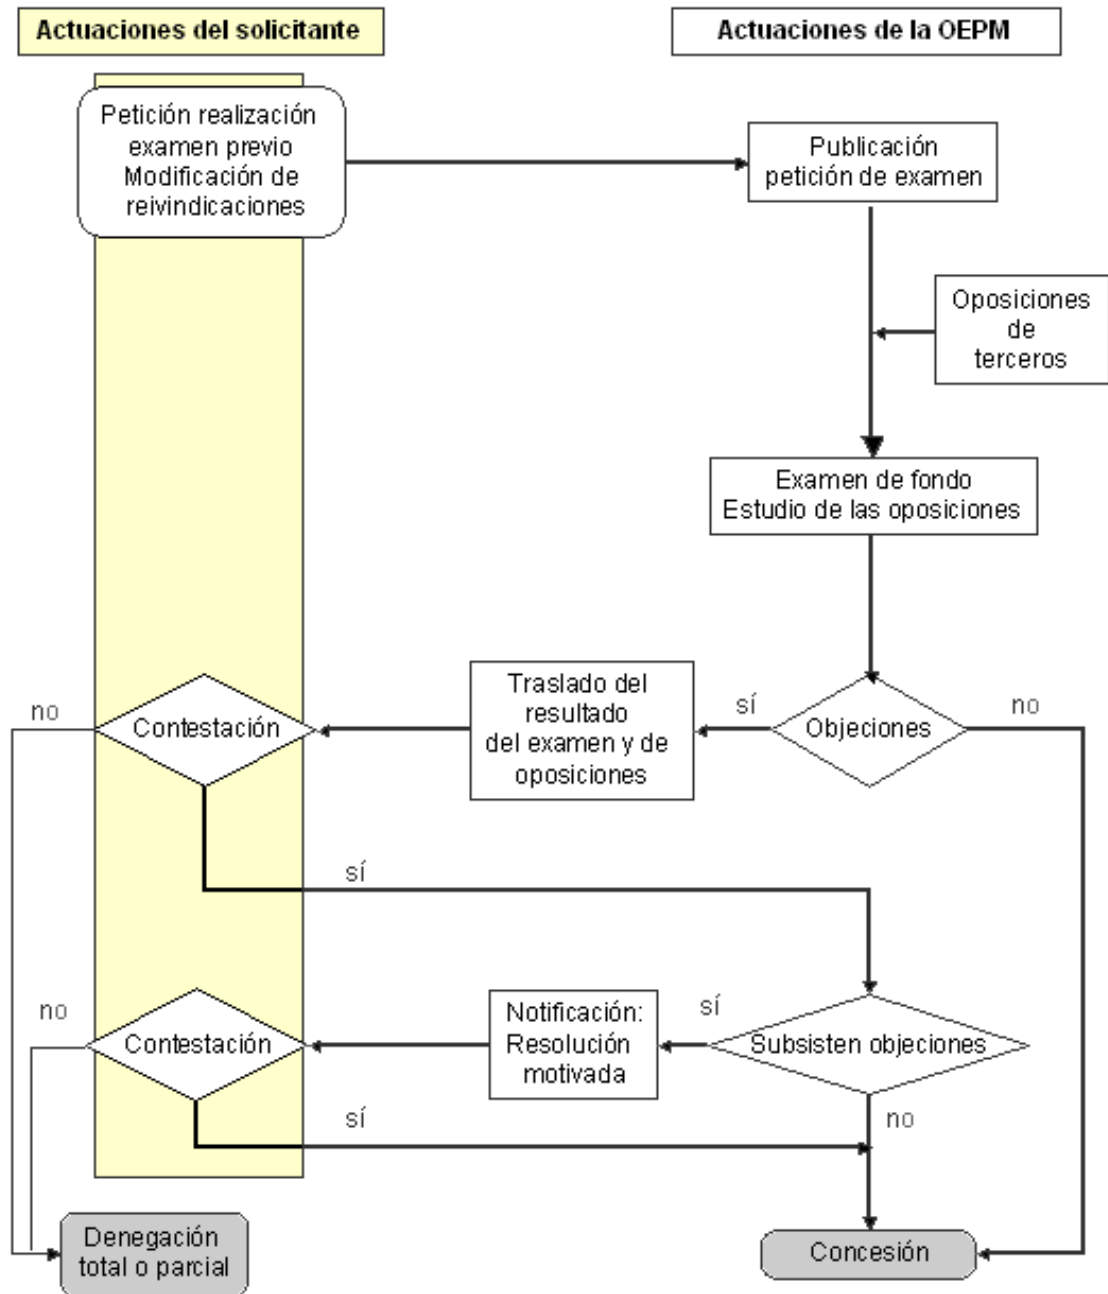 Actuaciones del solicitante
Actuaciones de la OEPM
Petición realización
examen previo
Modificación de
reivindicaciones
Publicación
petición de examen
Oposiciones
de
terceros
Examen de fondo
Estudio de las oposiciones
no
Contestación
Traslado del
resultado
del examen y de
oposiciones
sí
Objeciones
no
sí
no
Contestación
Notificación:
Resolución
motivada
sí
Subsisten objeciones
sí
no
Denegación
total o parcial
Concesión